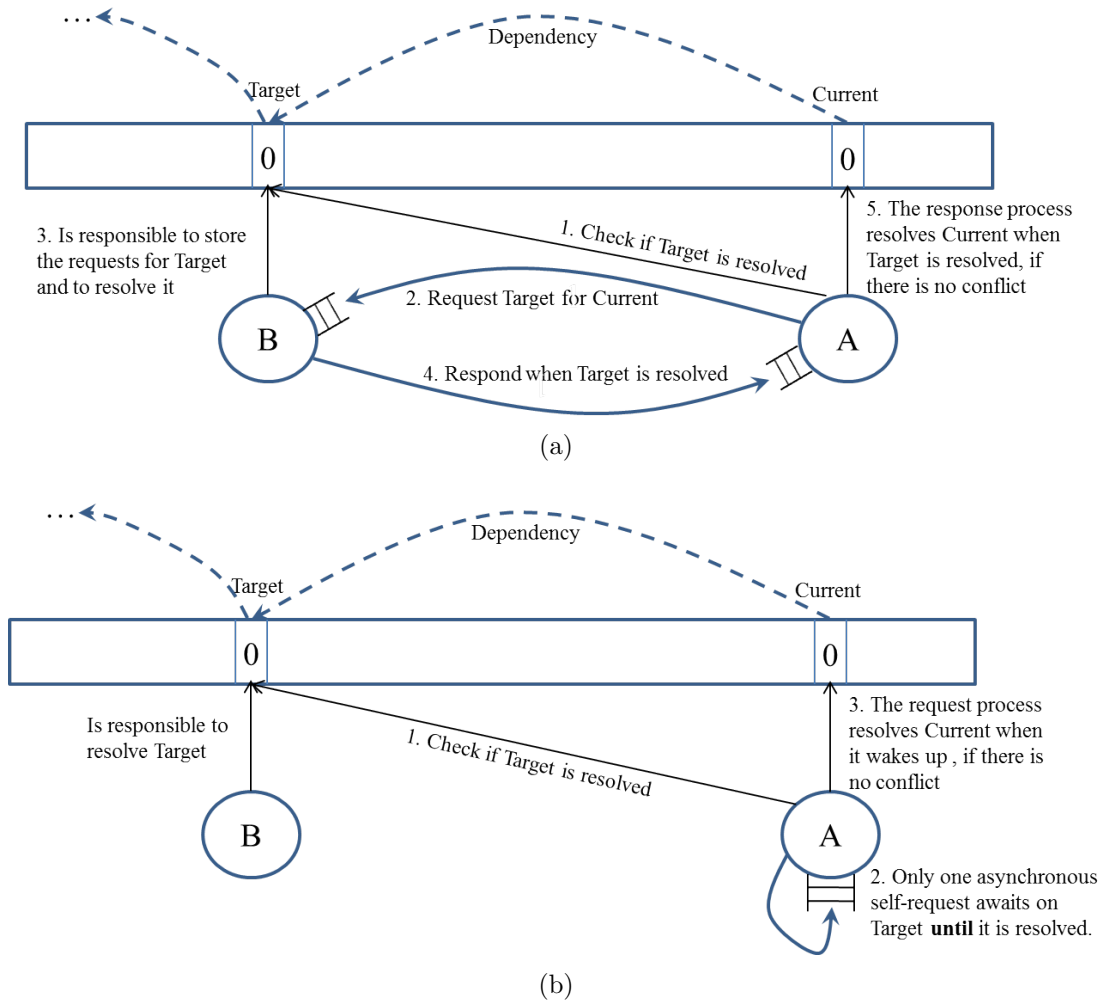 ...
Dependency
Target
Current
0
0
3. Is responsible to store
the requests for Target
and to resolve it
1. Check if Target is resolved
5. The response process
resolves Current when
Target is resolved, if
there is no conflict
2. Request Target for Current
B
A
4. Respond when Target is resolved
(a)
...
Dependency
Target
Current
0
0
Is responsible to
resolve Target
1. Check if Target is resolved
3. The request process
resolves Current when
it wakes up , if there is
no conflict
B
A
2. Only one asynchronous
self-request awaits on
Target until it is resolved.
(b)